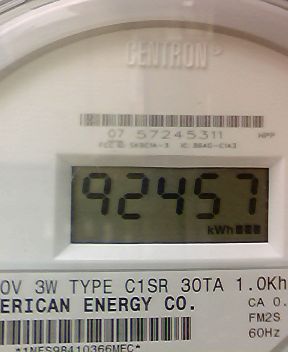 CENTRON
07 57245311
92457
kWh
0V 3W TYPE C1SR 30TA 1.0Kh
ERICAN ENERGY CO.
CA 0.
FM2S
60Hz
*1NES98410366MEC*